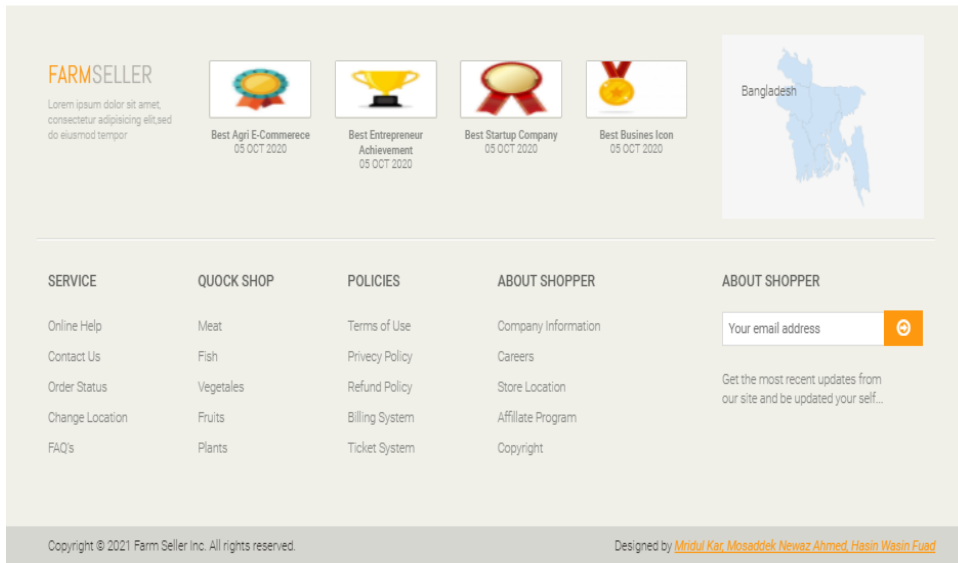 FARMSELLER
Lorem ipsum dolor sit amet,
consectetur adipisicing elit,sed
do eiusmod tempor
Best Agri E-Commerece
05 OCT 2020
Best Entrepreneur
Achievement
05 OCT 2020
Best Startup Company
05 OCT 2020
Best Busines Icon
05 OCT 2020
Bangladesh
SERVICE
Online Help
Contact Us
Order Status
Change Location
FAQ's
QUOCK SHOP
Meat
Fish
Vegetales
Fruits
Plants
POLICIES
Terms of Use
Privecy Policy
Refund Policy
Billing System
Ticket System
ABOUT SHOPPER
Company Information
Careers
Store Location
Affillate Program
Copyright
ABOUT SHOPPER
Your email address
Get the most recent updates from
our site and be updated your self...
Copyright © 2021 Farm Seller Inc. All rights reserved.
Designed by Mridul Kar, Mosaddek Newaz Ahmed, Hasin Wasin Fuad